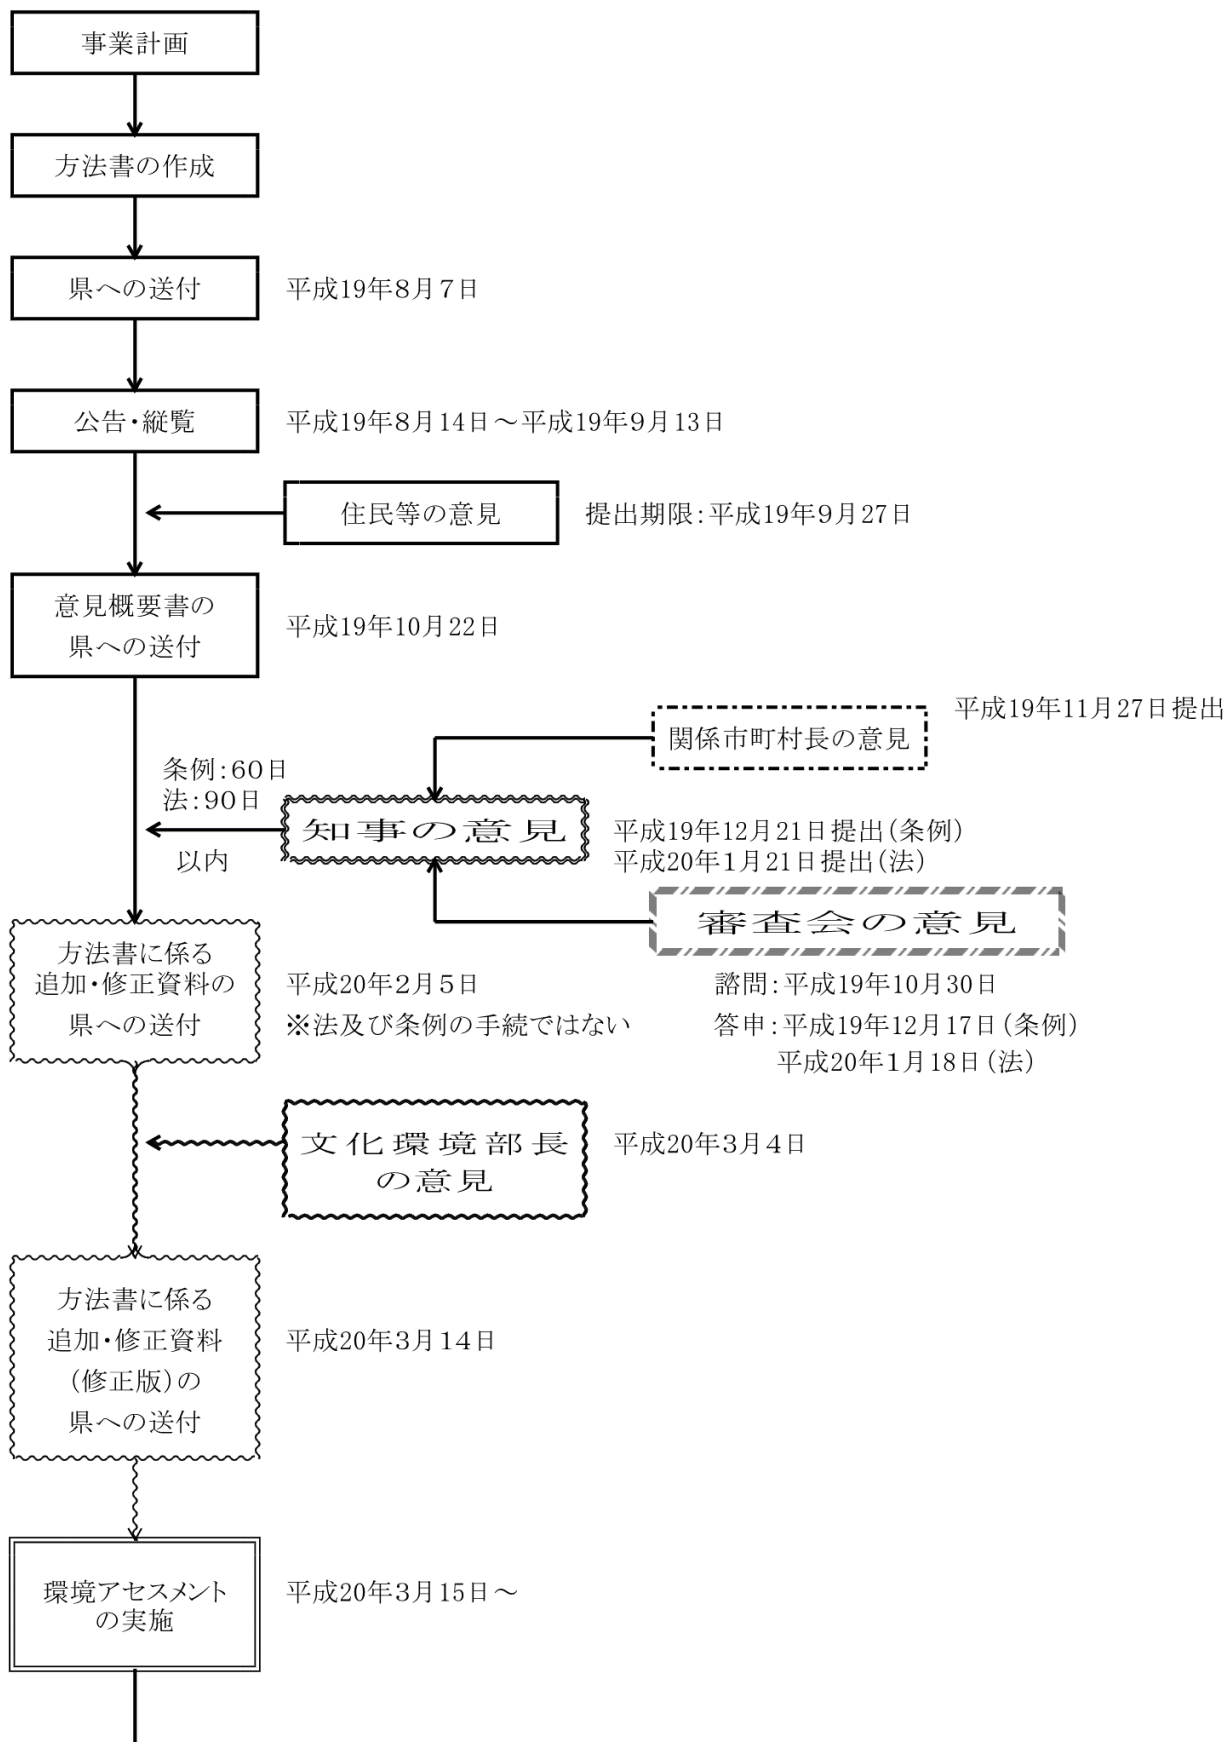 事業計画
方法書の作成
県への送付
平成19年8月7日
公告・縦覧
平成19年8月14日～平成19年9月13日
住民等の意見
提出期限：平成19年9月27日
意見概要書の
県への送付
平成19年10月22日
平成19年11月27日提出
関係市町村長の意見
条例：60日
法：90日
以内
知事の意見
平成19年12月21日提出（条例）
平成20年1月21日提出（法）
審査会の意見
諮問：平成19年10月30日
答申：平成19年12月17日（条例）
平成20年1月18日（法）
方法書に係る
追加・修正資料の
県への送付
平成20年2月5日
※法及び条例の手続ではない
文化環境部長
の意見
平成20年3月4日
方法書に係る
追加・修正資料
（修正版）の
県への送付
平成20年3月14日
環境アセスメント
の実施
平成20年3月15日～